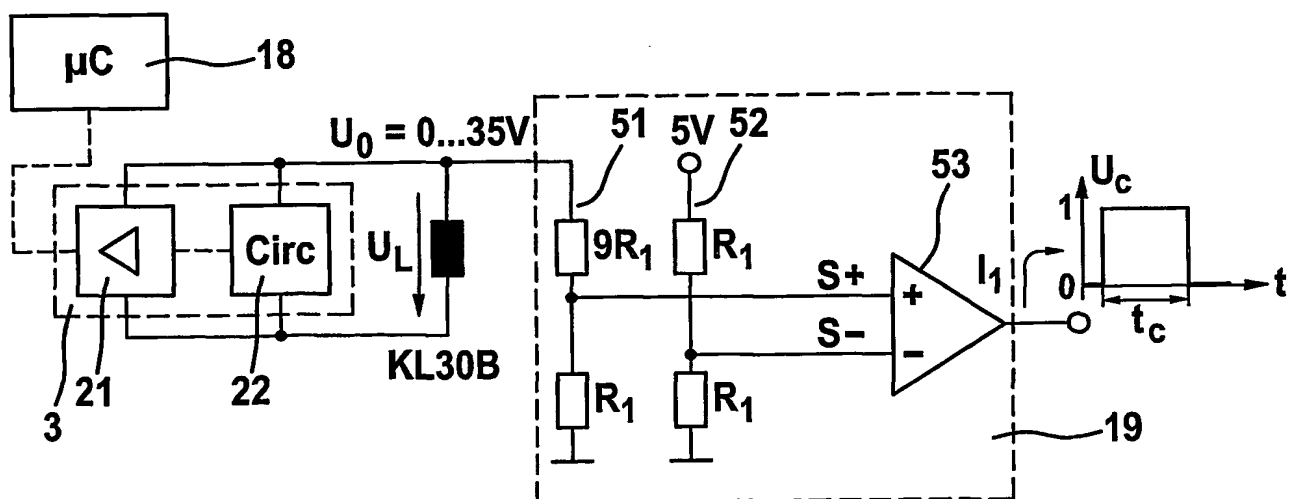 µC
18
U0 = 0...35V
51
5V
52
53
Uc
1
Circ
UL
9R1
R1
S+
+
I1
0
t
S−
−
tc
KL30B
3
21
22
R1
R1
19